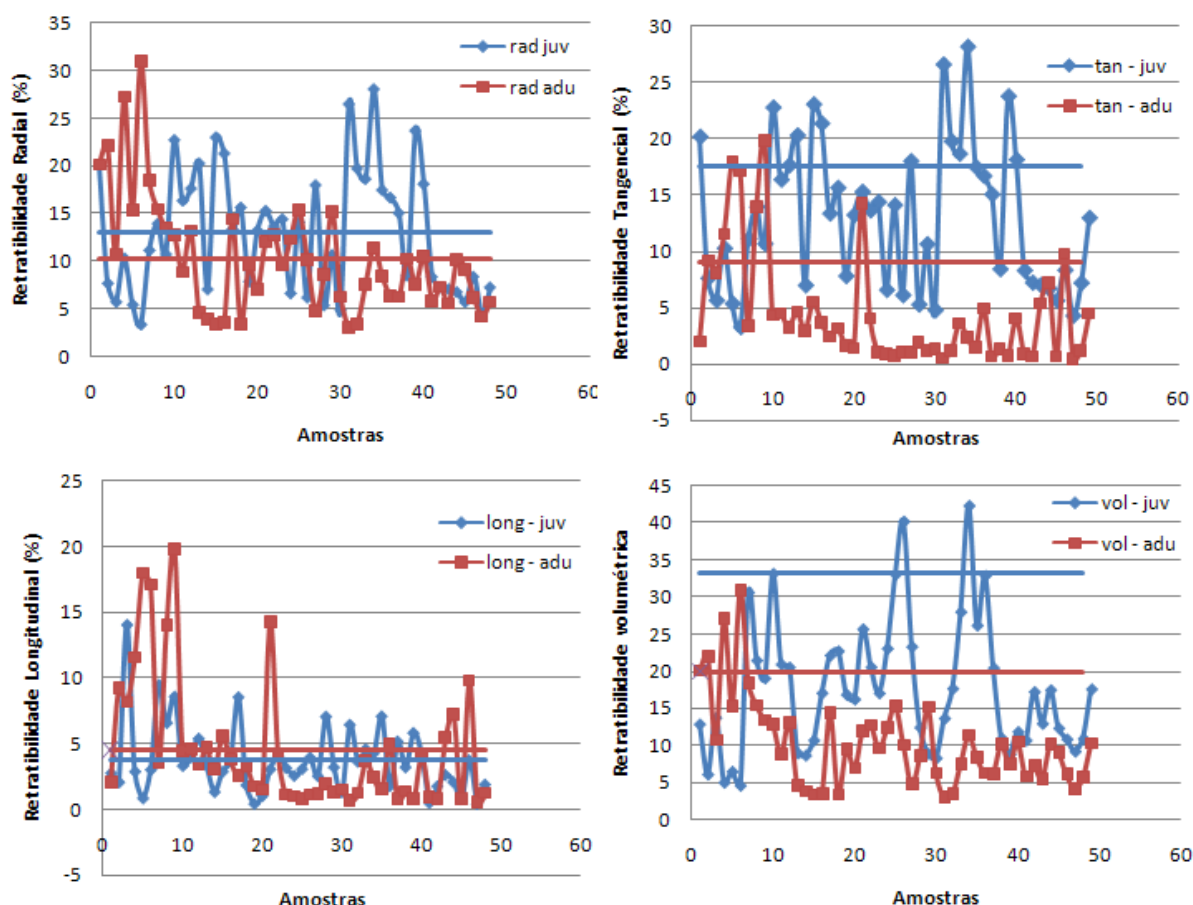 Retratibilidade Radial (%)
35
30
25
20
15
10
5
0
0 10 20 30 40 50 60
Amostras
rad juv
rad adu
Retratibilidade Tangencial (%)
30
25
20
15
10
5
0
-5
0 10 20 30 40 50 60
Amostras
tan - juv
tan - adu
Retratibilidade Longitudinal (%)
25
20
15
10
5
0
-5
0 10 20 30 40 50 60
Amostras
long - juv
long - adu
Retratibilidade volumétrica (%)
45
40
35
30
25
20
15
10
5
0
0 10 20 30 40 50 60
Amostras
vol - juv
vol - adu